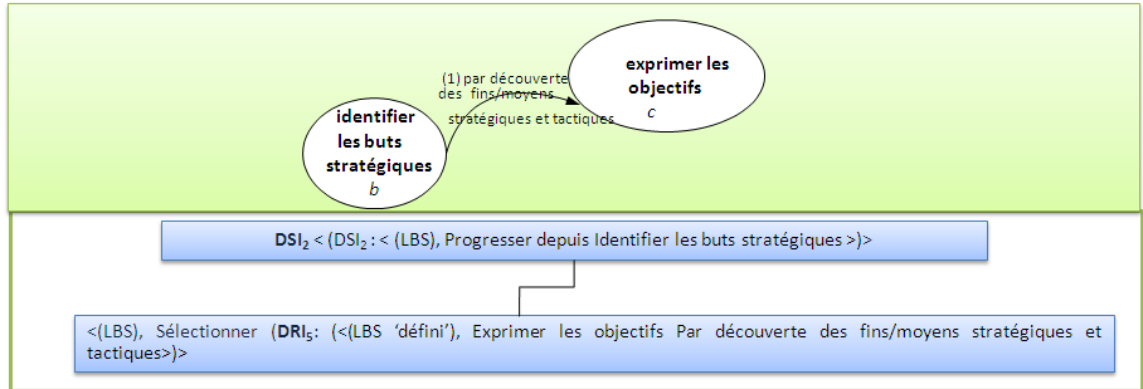 exprimer les
objectifs
c
(1) par découverte
des fins/moyens
stratégiques et tactiques
identifier
les buts
stratégiques
b
DSI₂ < (DSI₂ : < (LBS), Progresser depuis Identifier les buts stratégiques >)>
<(LBS), Sélectionner (DRI₅: (<(LBS ‘défini’), Exprimer les objectifs Par découverte des fins/moyens stratégiques et
tactiques>)>